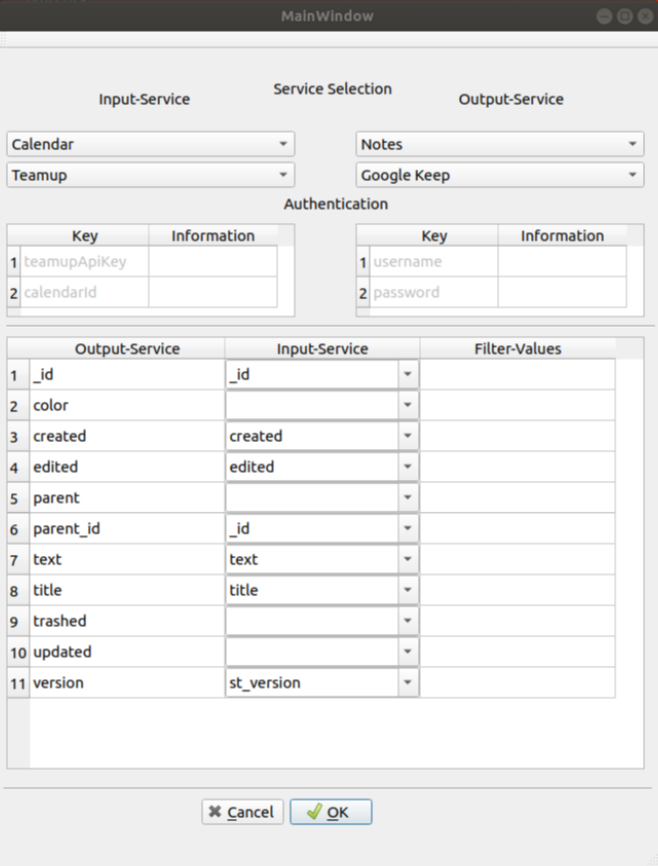 MainWindow
Service Selection
Input-Service Output-Service
Calendar Notes
Teamup Google Keep
Authentication
Key Information Key Information
1 teamupApiKey 1 username
2 calendarId 2 password
Output-Service Input-Service Filter-Values
1 _id _id
2 color
3 created created
4 edited edited
5 parent
6 parent_id _id
7 text text
8 title title
9 trashed
10 updated
11 version st_version
Cancel OK